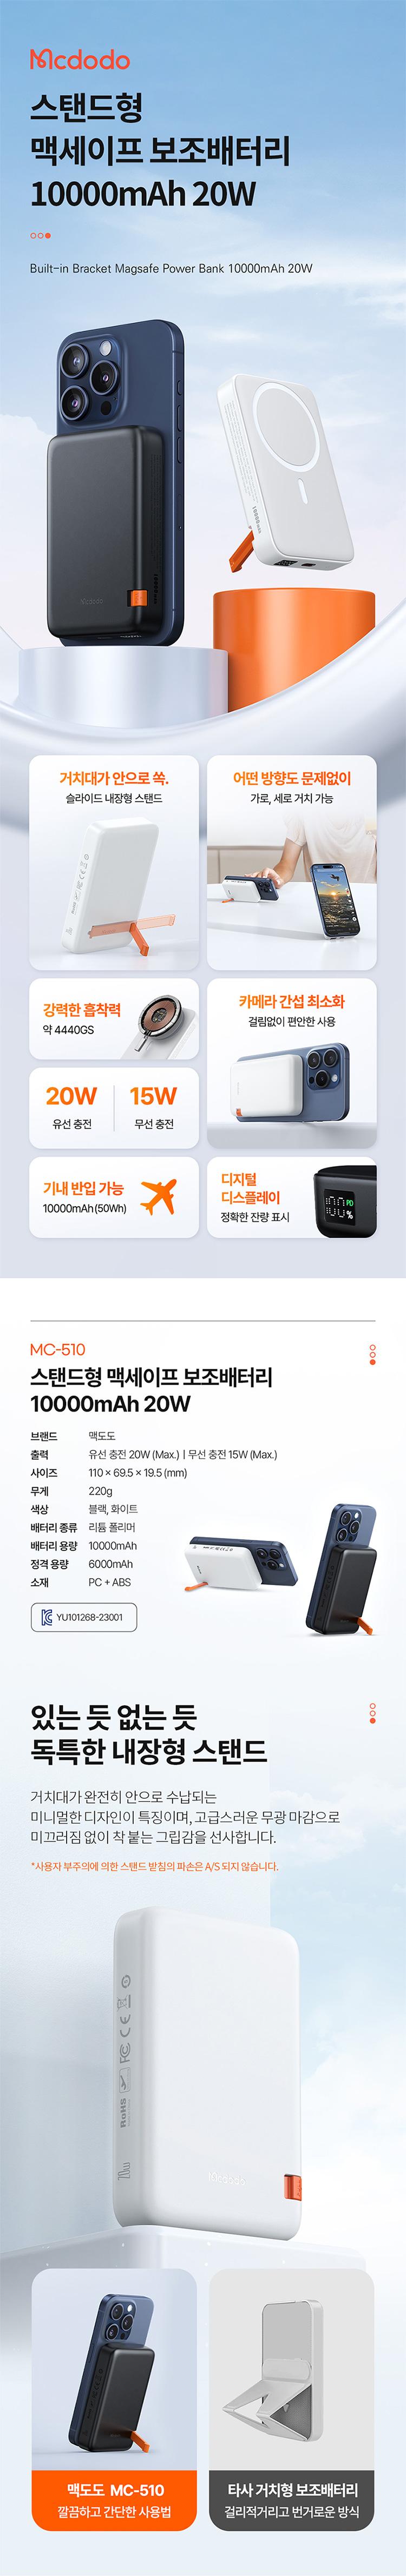 Mcdodo
스탠드형
맥세이프 보조배터리
10000mAh 20W
Built-in Bracket Magsafe Power Bank 10000mAh 20W
Mcdodo
10000mAh
거치대가 안으로 쏙.
슬라이드 내장형 스탠드
어떤 방향도 문제없이
가로, 세로 거치 가능
강력한 흡착력
약 4440GS
카메라 간섭 최소화
걸림없이 편안한 사용
20W
유선 충전
15W
무선 충전
기내 반입 가능
10000mAh(50Wh)
디지털
디스플레이
정확한 잔량 표시
100 PD
%
MC-510
스탠드형 맥세이프 보조배터리
10000mAh 20W
브랜드 맥도도
출력 유선 충전 20W (Max.) | 무선 충전 15W (Max.)
사이즈 110 × 69.5 × 19.5 (mm)
무게 220g
색상 블랙, 화이트
배터리 종류 리튬 폴리머
배터리 용량 10000mAh
정격 용량 6000mAh
소재 PC + ABS
YU101268-23001
있는 듯 없는 듯
독특한 내장형 스탠드
거치대가 완전히 안으로 수납되는
미니멀한 디자인이 특징이며, 고급스러운 무광 마감으로
미끄러짐 없이 착 붙는 그립감을 선사합니다.
*사용자 부주의에 의한 스탠드 받침의 파손은 A/S 되지 않습니다.
RoHS FC CE
Mcdodo
맥도도 MC-510
깔끔하고 간단한 사용법
타사 거치형 보조배터리
걸리적거리고 번거로운 방식